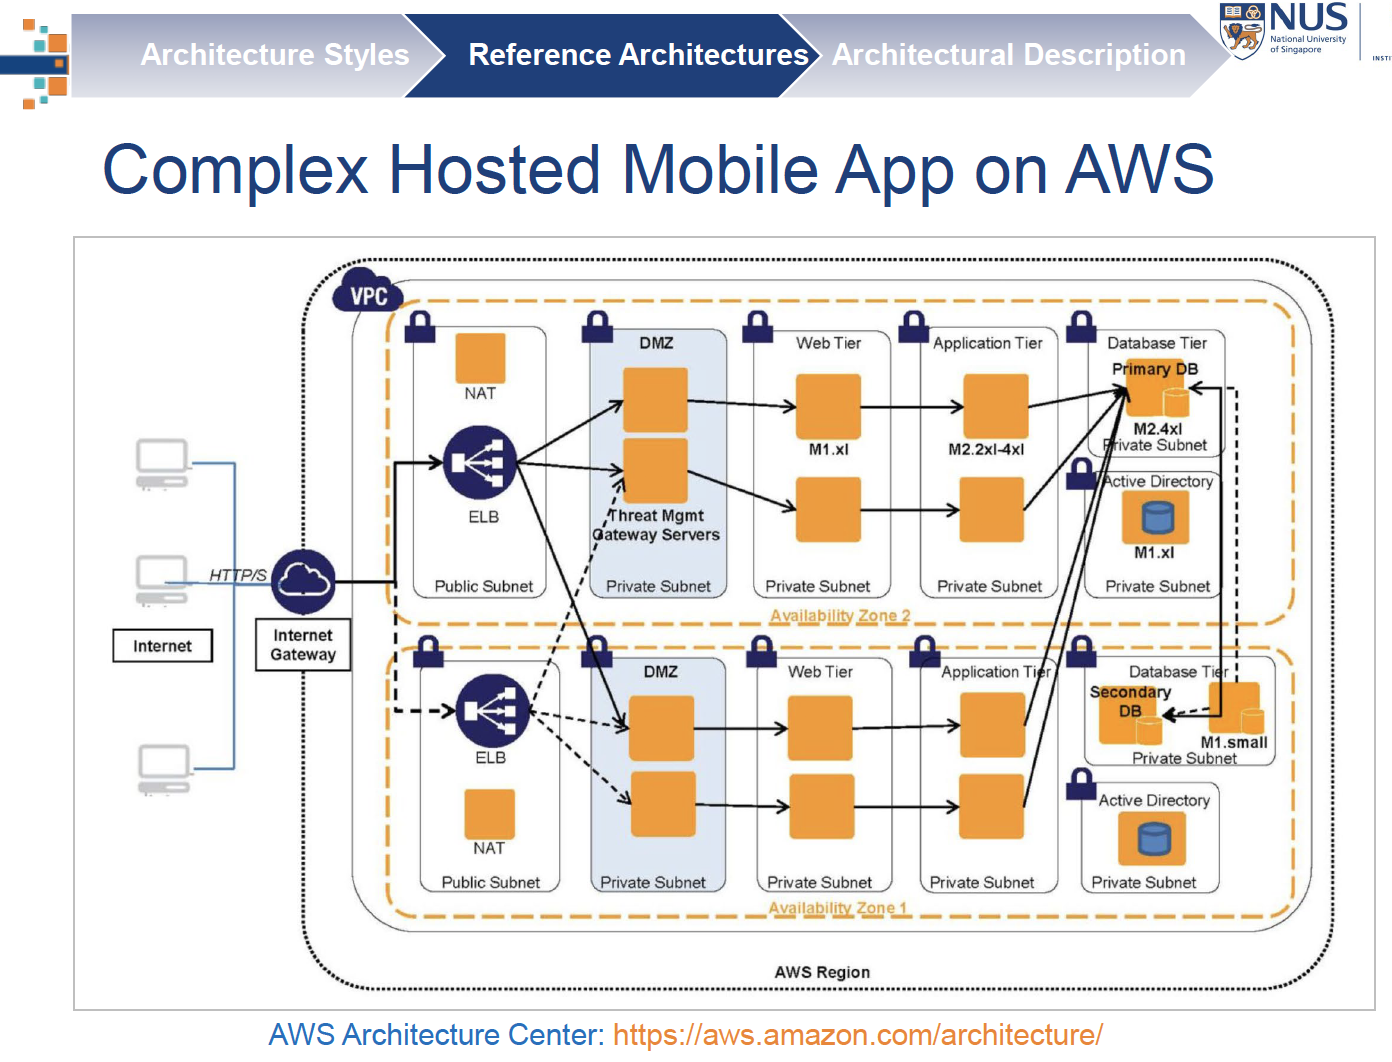 Architecture Styles
Reference Architectures
Architectural Description
NUS
National University
of Singapore
INSTI
Complex Hosted Mobile App on AWS
VPC
NAT
ELB
Public Subnet
DMZ
Threat Mgmt
Gateway Servers
Private Subnet
Web Tier
M1.xl
Private Subnet
Application Tier
M2.2xl-4xl
Private Subnet
Database Tier
Primary DB
M2.4xl
Private Subnet
Active Directory
M1.xl
Private Subnet
Availability Zone 2
HTTP/S
Internet
Internet
Gateway
ELB
NAT
Public Subnet
DMZ
Private Subnet
Web Tier
Private Subnet
Application Tier
Private Subnet
Database Tier
Secondary
DB
M1.small
Private Subnet
Active Directory
Private Subnet
Availability Zone 1
AWS Region
AWS Architecture Center: https://aws.amazon.com/architecture/